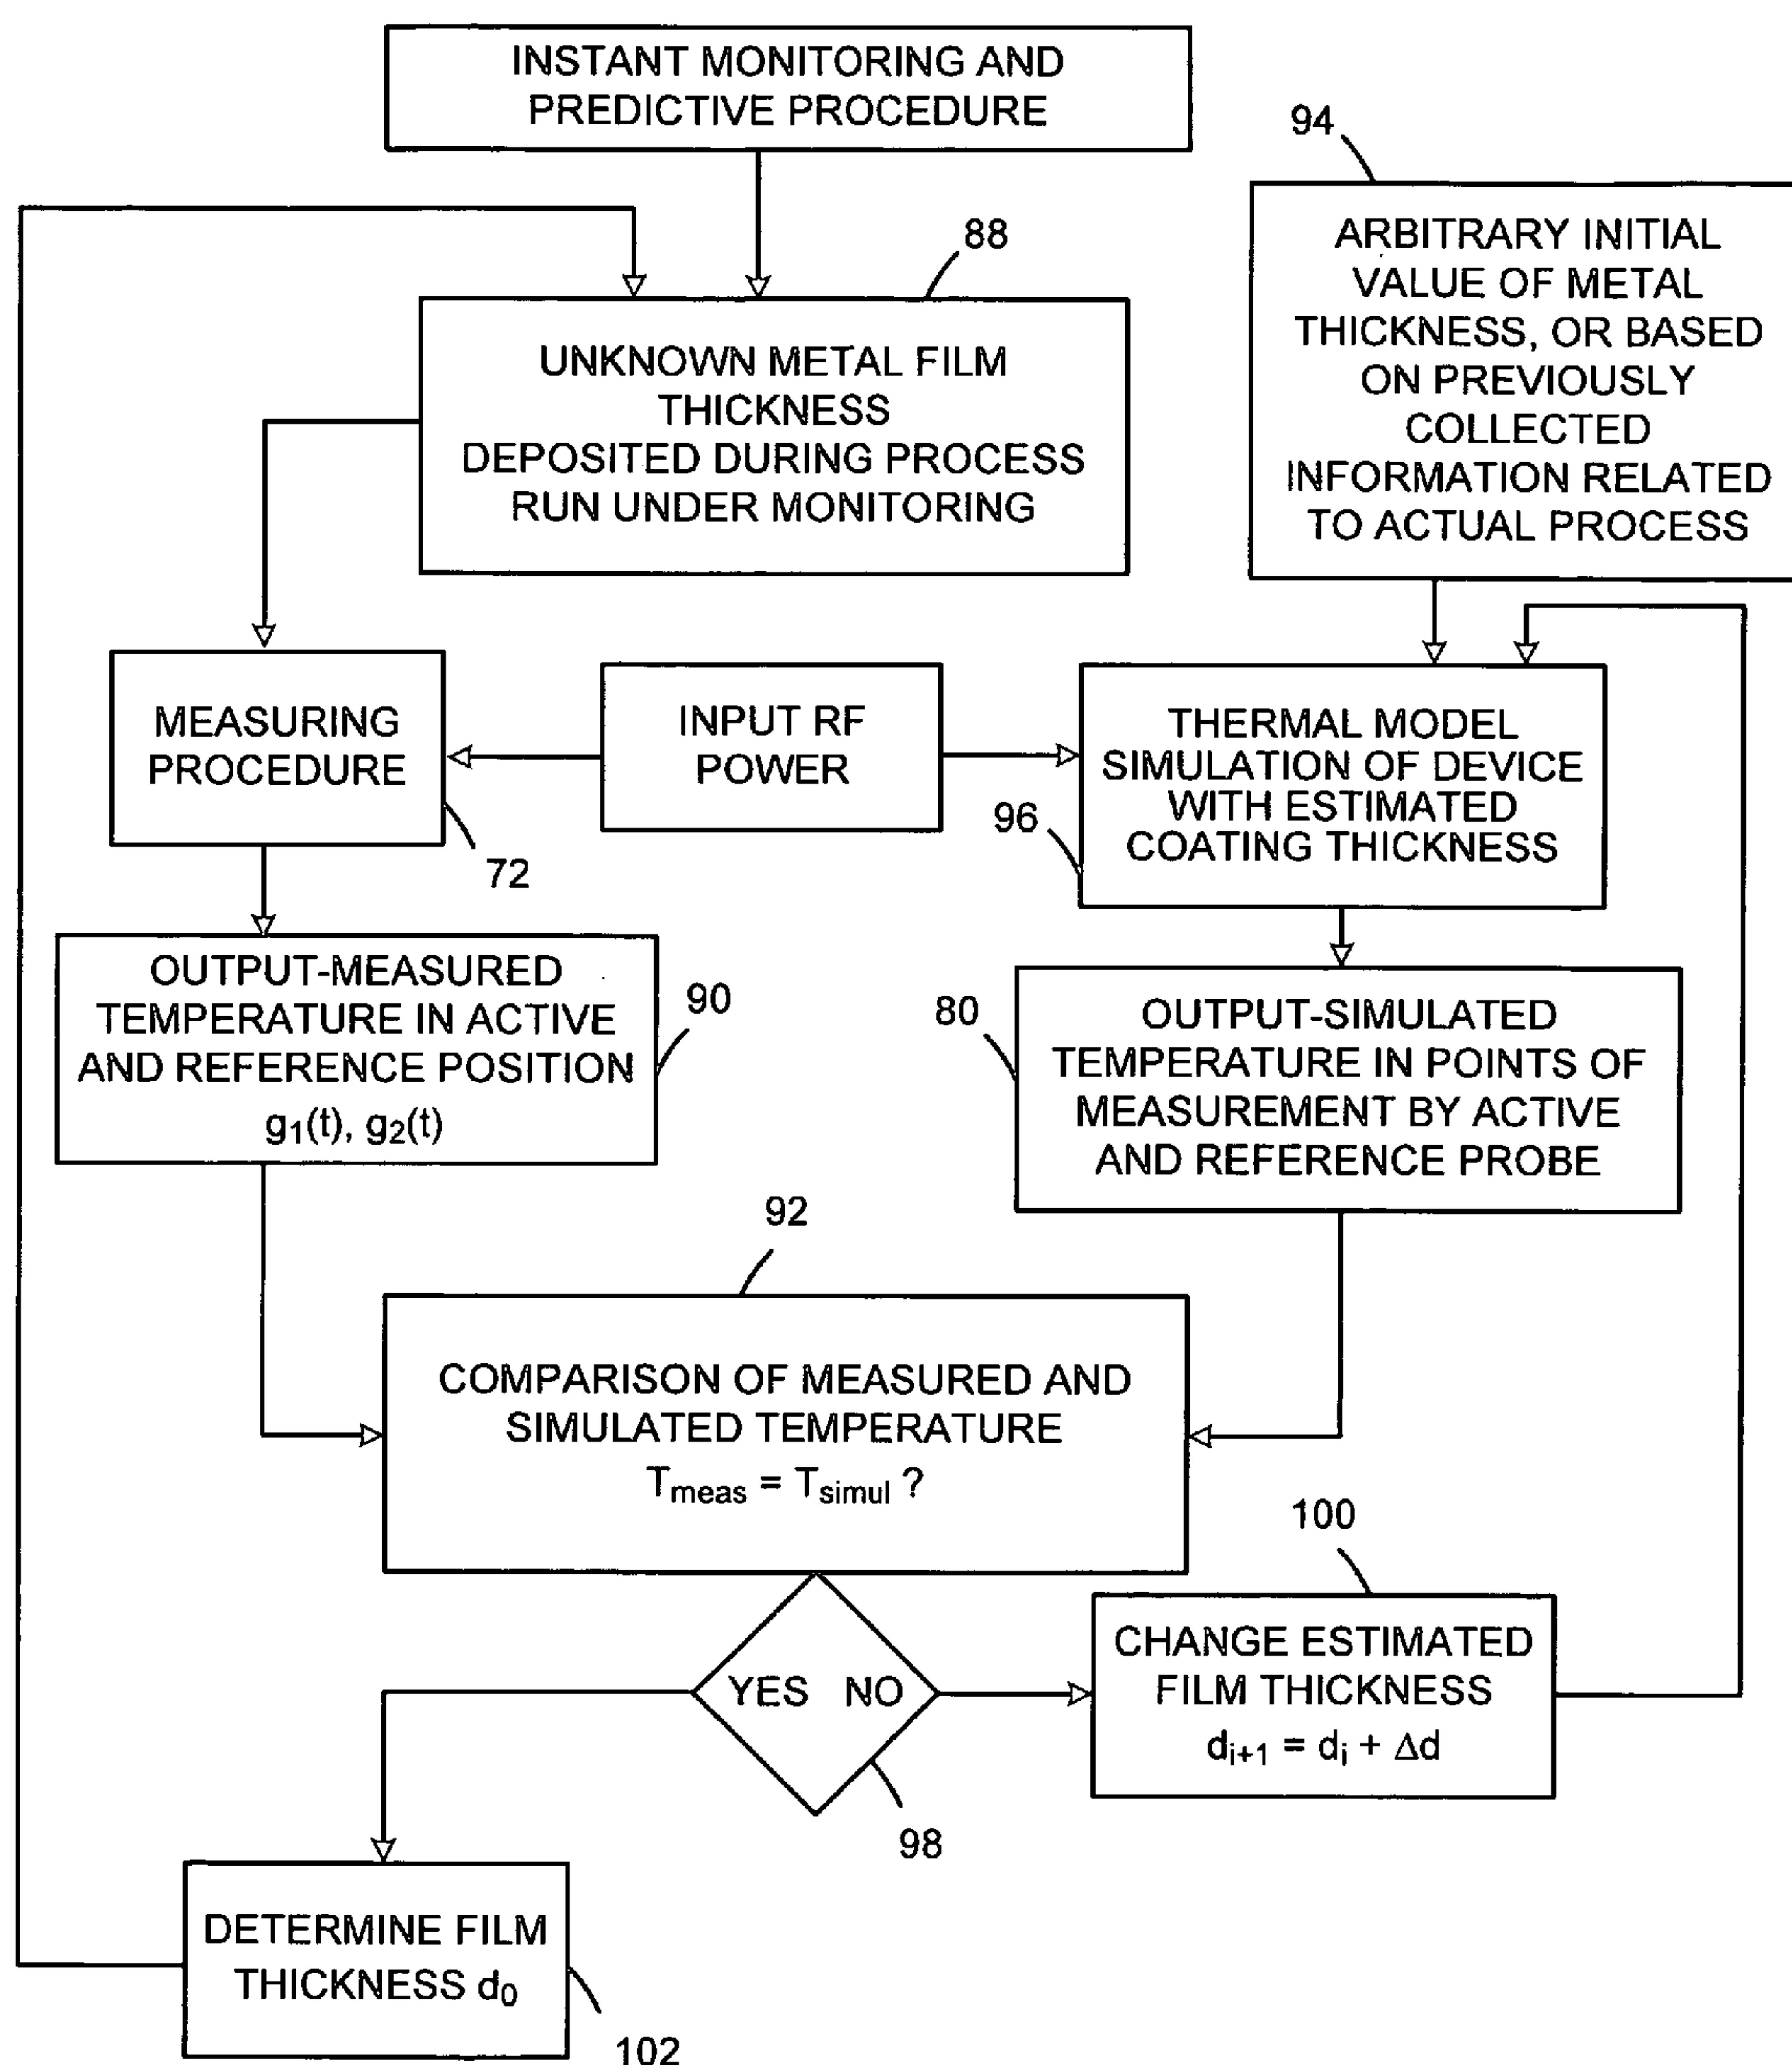 INSTANT MONITORING AND
PREDICTIVE PROCEDURE
94
ARBITRARY INITIAL
VALUE OF METAL
THICKNESS, OR BASED
ON PREVIOUSLY
COLLECTED
INFORMATION RELATED
TO ACTUAL PROCESS
88
UNKNOWN METAL FILM
THICKNESS
DEPOSITED DURING PROCESS
RUN UNDER MONITORING
MEASURING
PROCEDURE
72
INPUT RF
POWER
THERMAL MODEL
SIMULATION OF DEVICE
WITH ESTIMATED
COATING THICKNESS
96
OUTPUT-MEASURED
TEMPERATURE IN ACTIVE
AND REFERENCE POSITION
g₁(t), g₂(t)
90
80
OUTPUT-SIMULATED
TEMPERATURE IN POINTS OF
MEASUREMENT BY ACTIVE
AND REFERENCE PROBE
92
COMPARISON OF MEASURED AND
SIMULATED TEMPERATURE
Tmeas = Tsimul ?
100
YES NO
98
CHANGE ESTIMATED
FILM THICKNESS
di+1 = di + Δd
DETERMINE FILM
THICKNESS d₀
102